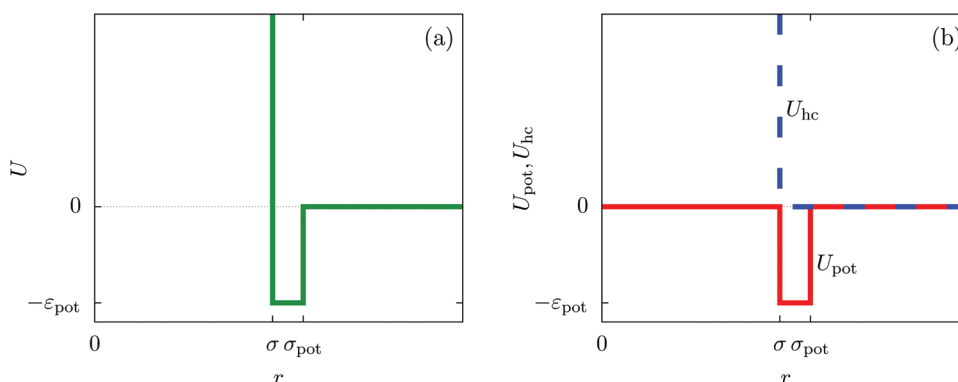 (a)
U
0
−εpot
0
σ σpot
r
(b)
Upot, Uhc
Uhc
0
Upot
−εpot
0
σ σpot
r